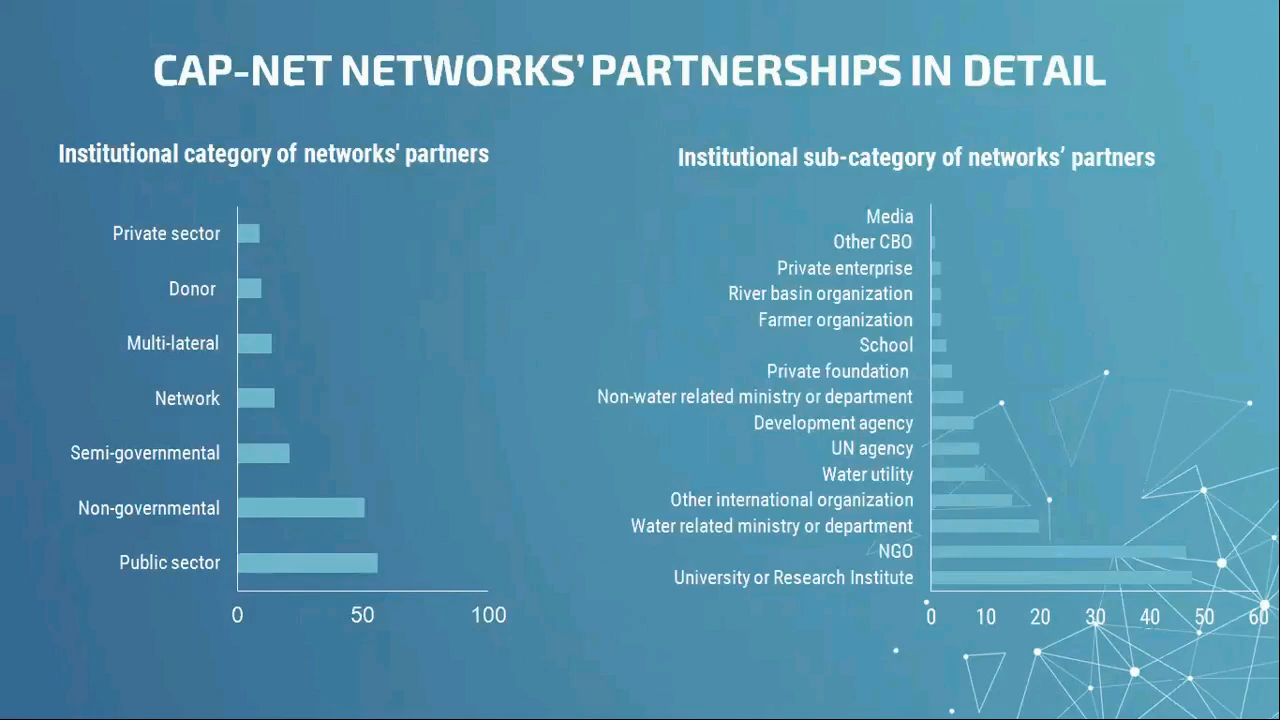 CAP-NET NETWORKS’ PARTNERSHIPS IN DETAIL
Institutional category of networks' partners
Private sector
Donor
Multi-lateral
Network
Semi-governmental
Non-governmental
Public sector
0 50 100
Institutional sub-category of networks’ partners
Media
Other CBO
Private enterprise
River basin organization
Farmer organization
School
Private foundation
Non-water related ministry or department
Development agency
UN agency
Water utility
Other international organization
Water related ministry or department
NGO
University or Research Institute
0 10 20 30 40 50 60